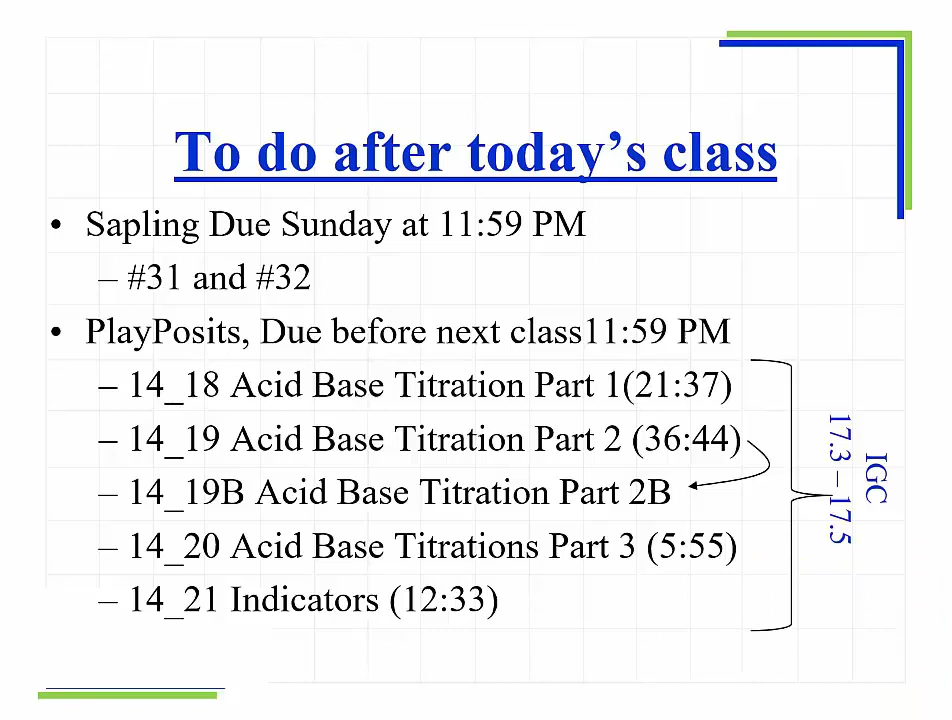 To do after today's class
• Sapling Due Sunday at 11:59 PM
– #31 and #32
• PlayPosits, Due before next class11:59 PM
– 14_18 Acid Base Titration Part 1(21:37)
– 14_19 Acid Base Titration Part 2 (36:44)
– 14_19B Acid Base Titration Part 2B
– 14_20 Acid Base Titrations Part 3 (5:55)
– 14_21 Indicators (12:33)
IGC
17.3 – 17.5